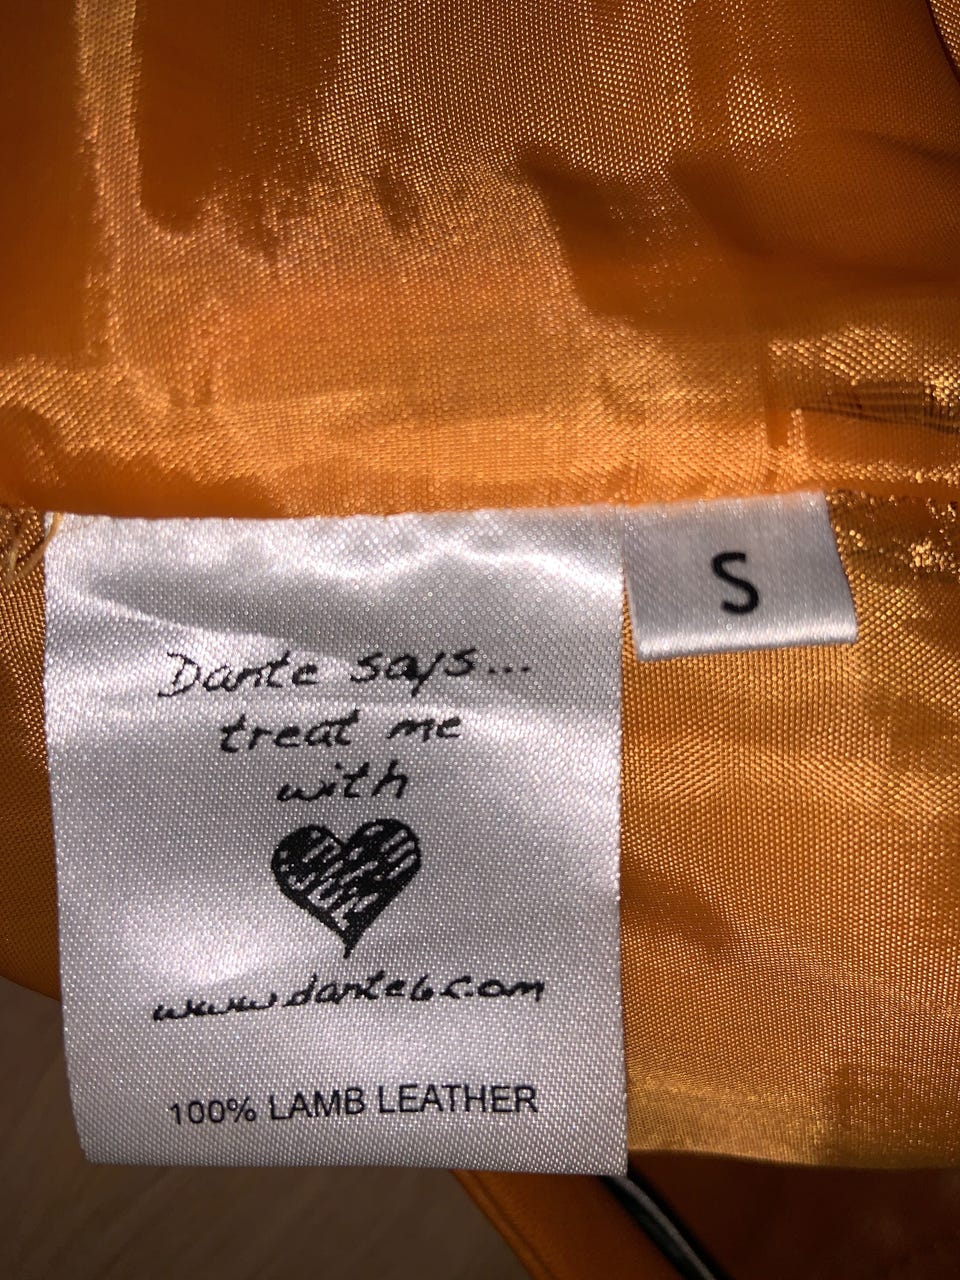 Dante says...
treat me
with
www.dante6.com
100% LAMB LEATHER
S